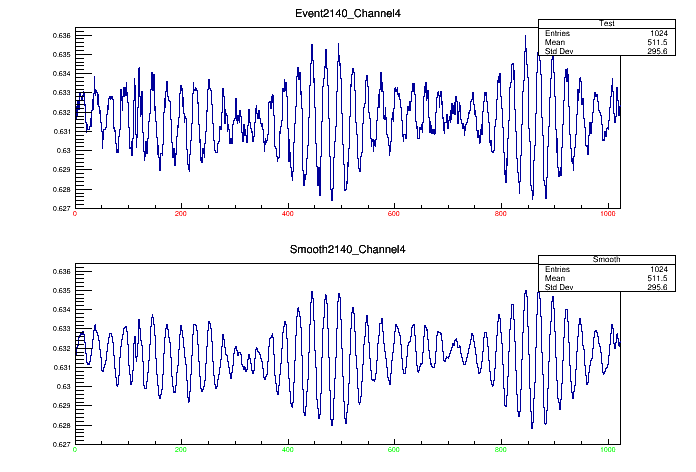 Event2140_Channel4
Test
Entries 1024
Mean 511.5
Std Dev 295.6
0.636
0.635
0.634
0.633
0.632
0.631
0.63
0.629
0.628
0.627
0 200 400 600 800 1000
Smooth2140_Channel4
Smooth
Entries 1024
Mean 511.5
Std Dev 295.6
0.636
0.635
0.634
0.633
0.632
0.631
0.63
0.629
0.628
0.627
0 200 400 600 800 1000